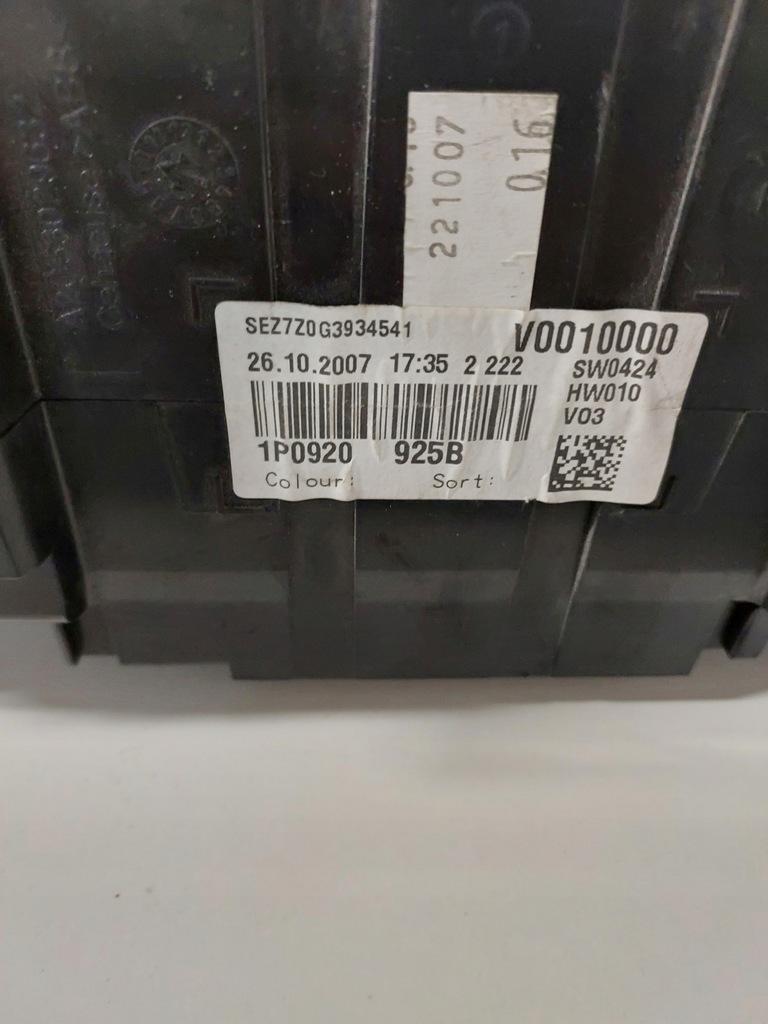 221007
0.16
SEZ7Z0G3934541
V0010000
26.10.2007 17:35 2 222
SW0424
HW010
V03
1P0920 925B
Colour: Sort: